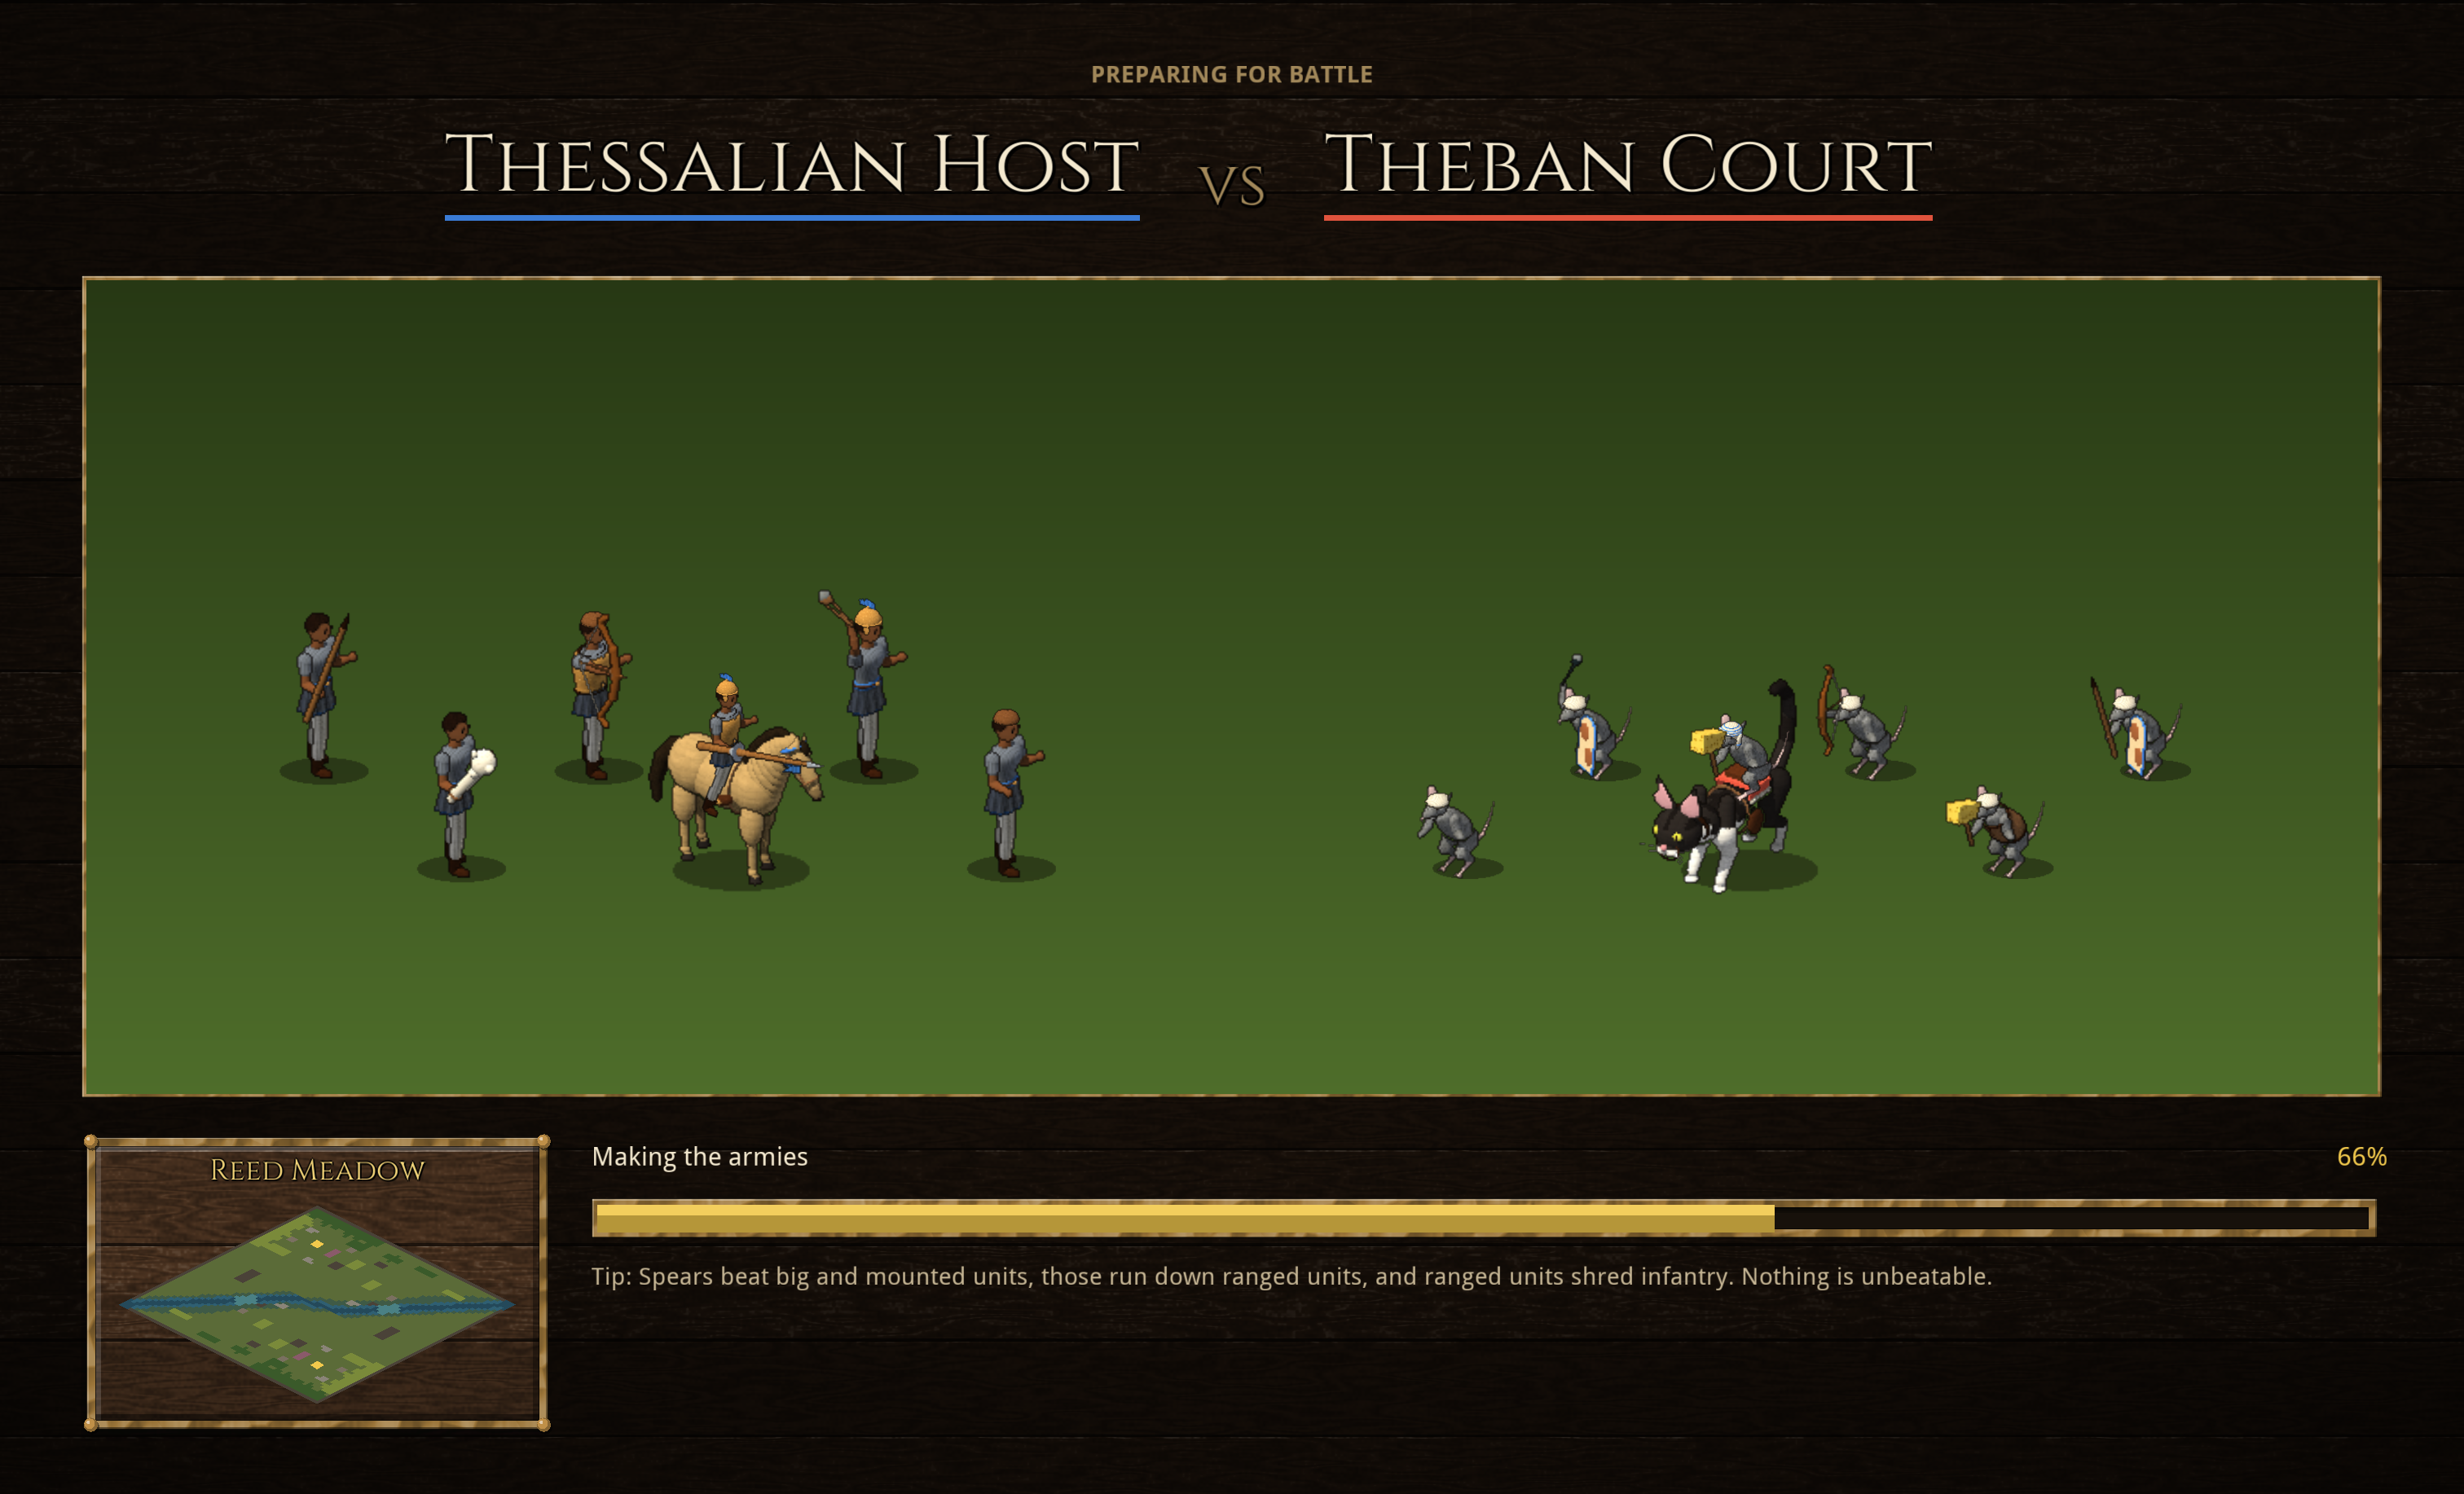 PREPARING FOR BATTLE
THESSALIAN HOST VS THEBAN COURT
REED MEADOW
Making the armies 66%
Tip: Spears beat big and mounted units, those run down ranged units, and ranged units shred infantry. Nothing is unbeatable.